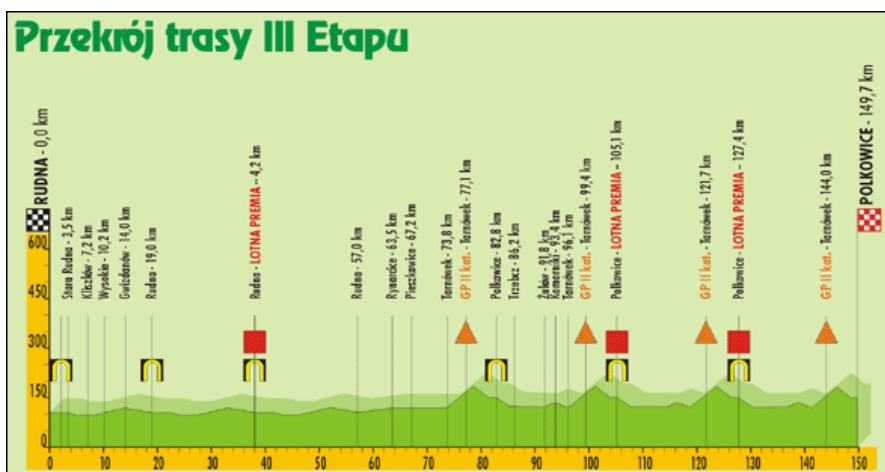 Przekrój trasy III Etapu
RUDNA - 0,0 km
Stara Rudna - 3,5 km
Kliszków - 7,2 km
Wysokie - 10,2 km
Gwizdanów - 14,0 km
Rudna - 19,0 km
Rudna - LOTNA PREMIA - 4,2 km
Rudna - 57,0 km
Rynarcice - 63,5 km
Pieszkowice - 67,2 km
Tarnówek - 73,8 km
GP II kat. - Tarnówek - 77,1 km
Polkowice - 82,8 km
Trzebcz - 86,2 km
Żuków - 91,8 km
Komorniki - 93,4 km
Tarnówek - 96,1 km
GP II kat. - Tarnówek - 99,4 km
Polkowice - LOTNA PREMIA - 105,1 km
GP II kat. - Tarnówek - 121,7 km
Polkowice - LOTNA PREMIA - 127,4 km
GP II kat. - Tarnówek - 144,0 km
POLKOWICE - 149,7 km
600
450
300
150
0
0 10 20 30 40 50 60 70 80 90 100 110 120 130 140 150